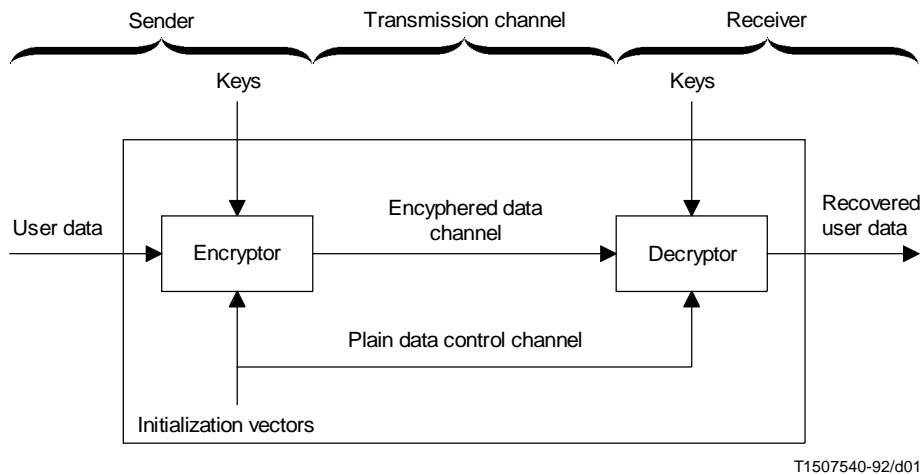 Sender
Transmission channel
Receiver
Keys
Keys
User data
Encryptor
Encyphered data
channel
Decryptor
Recovered
user data
Plain data control channel
Initialization vectors
T1507540-92/d01